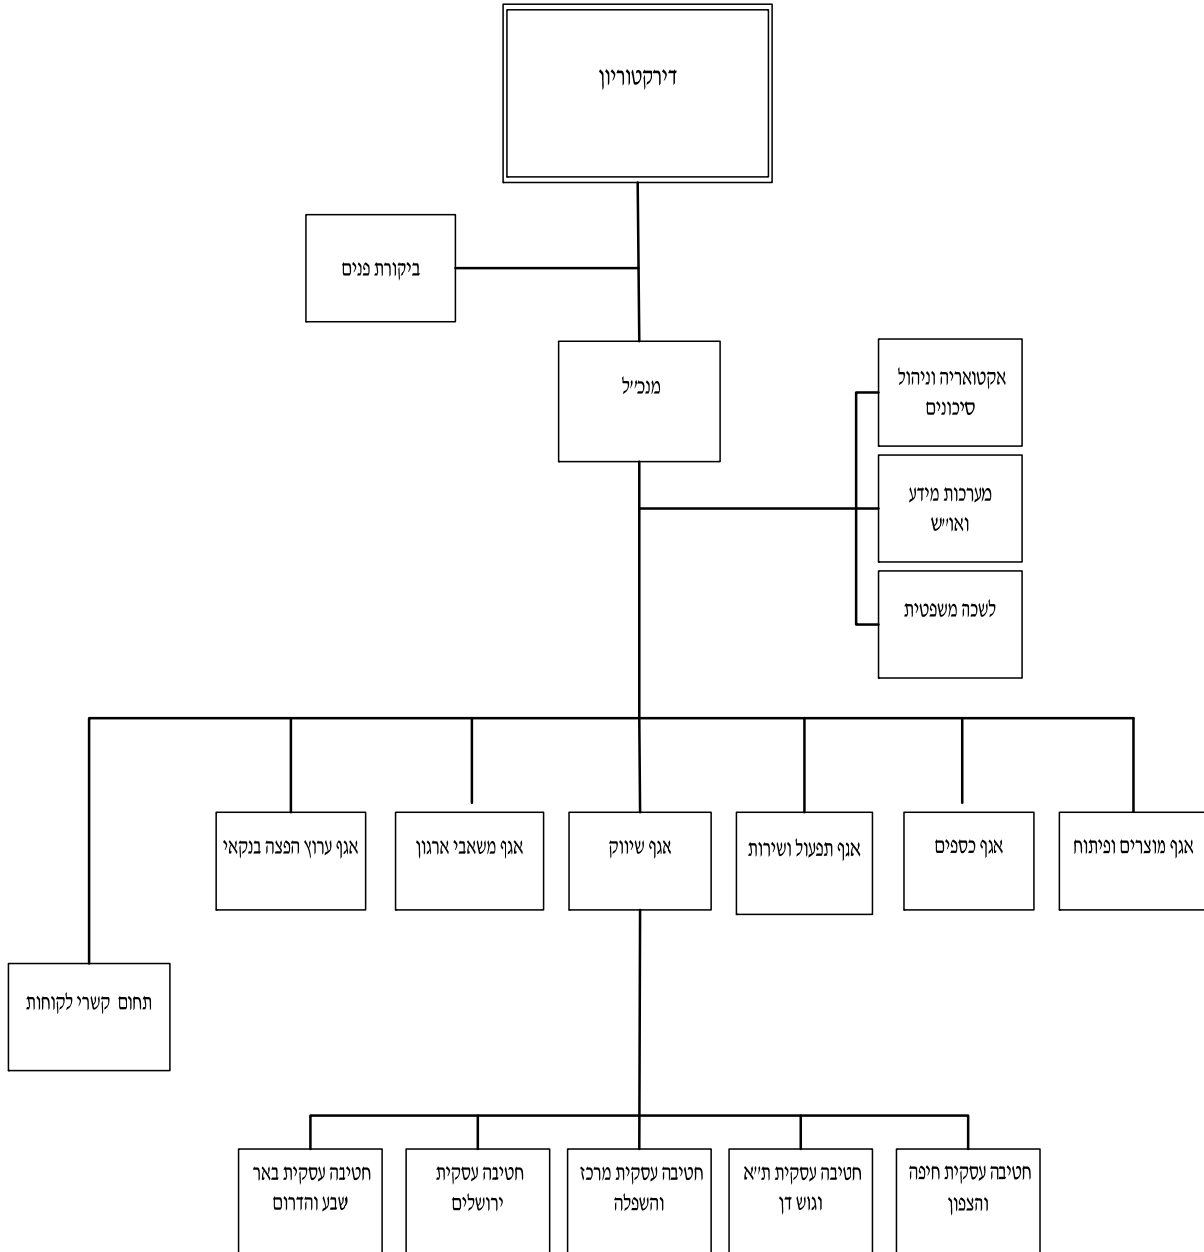 דירקטוריון
ביקורת פנים
מנכ"ל
אקטואריה וניהול
סיכונים
מערכות מידע
ואו"ש
לשכה משפטית
אגף מוצרים ופיתוח
אגף כספים
אגף תפעול ושירות
אגף שיווק
אגף משאבי ארגון
אגף ערוץ הפצה בנקאי
תחום קשרי לקוחות
חטיבה עסקית חיפה
והצפון
חטיבה עסקית ת"א
וגוש דן
חטיבה עסקית מרכז
והשפלה
חטיבה עסקית
ירושלים
חטיבה עסקית באר
שבע והדרום